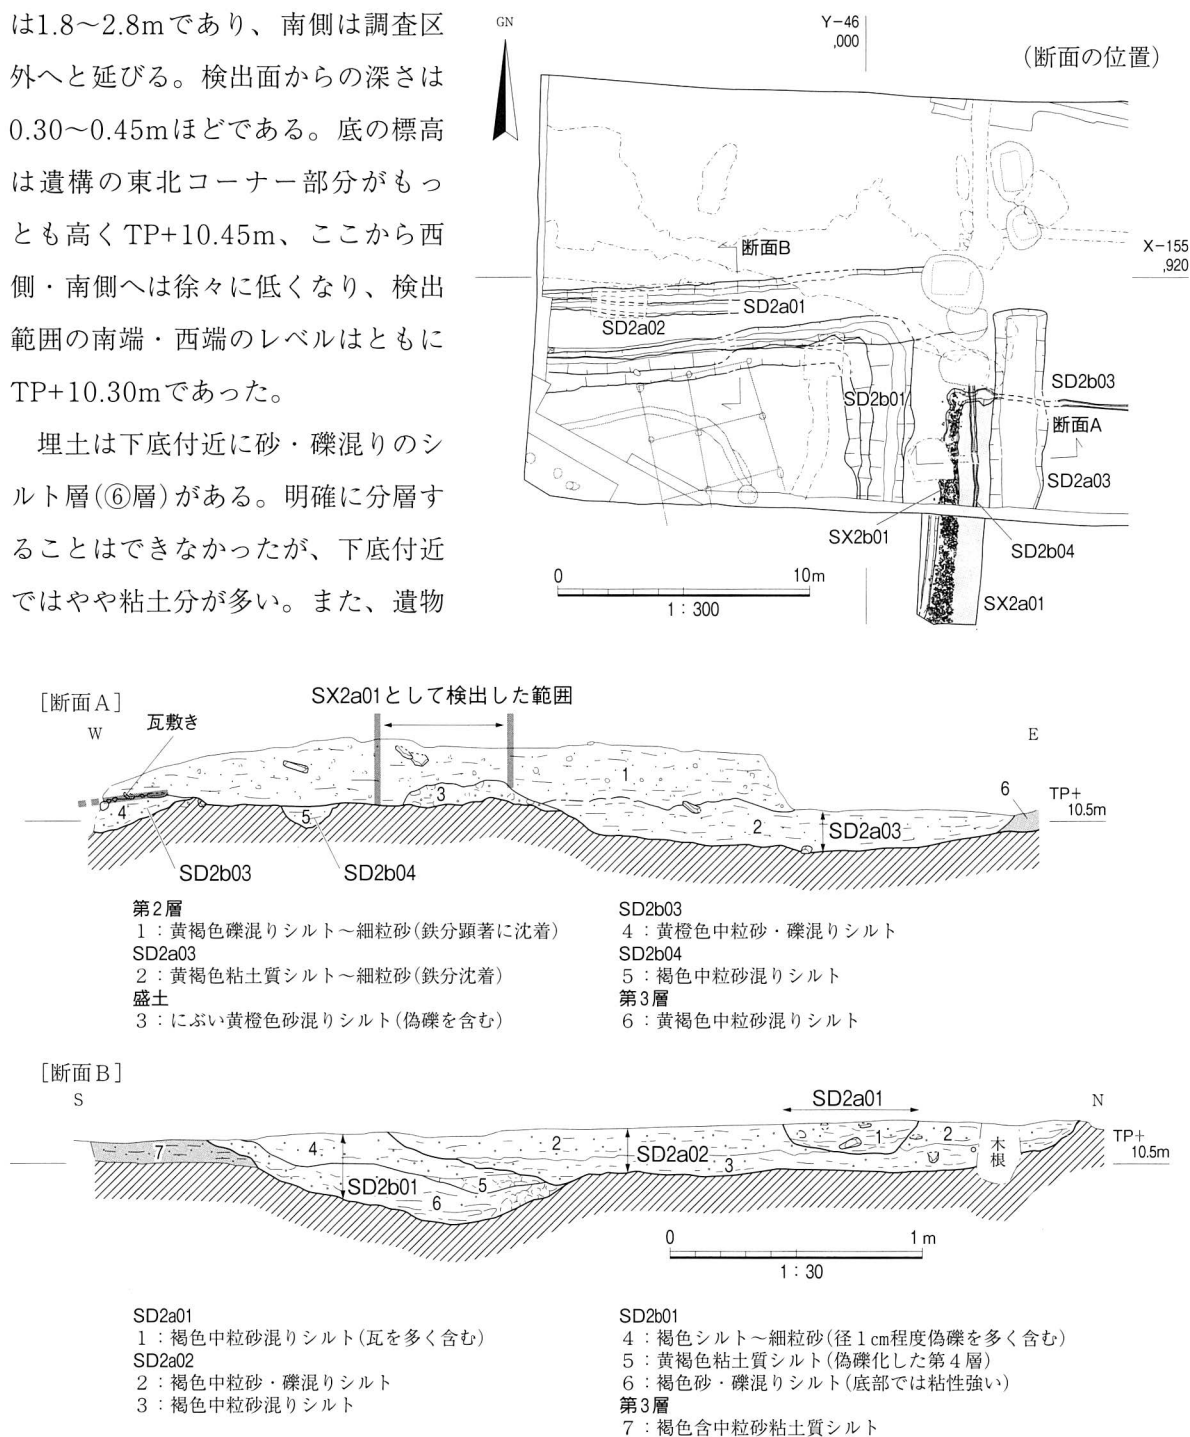 は1.8〜2.8mであり、南側は調査区
外へと延びる。検出面からの深さは
0.30〜0.45mほどである。底の標高
は遺構の東北コーナー部分がもっ
とも高くTP+10.45m、ここから西
側・南側へは徐々に低くなり、検出
範囲の南端・西端のレベルはともに
TP+10.30mであった。
埋土は下底付近に砂・礫混りのシ
ルト層(⑥層)がある。明確に分層す
ることはできなかったが、下底付近
ではやや粘土分が多い。また、遺物
GN
Y-46
,000
(断面の位置)
断面B
X-155
,920
SD2a01
SD2a02
SD2b03
SD2b01
断面A
SD2a03
SX2b01
SD2b04
SX2a01
0 10m
1:300
[断面A]
SX2a01として検出した範囲
瓦敷き
W
E
1
3
6
TP+
10.5m
4
5
2
SD2a03
SD2b03
SD2b04
第2層
1:黄褐色礫混りシルト〜細粒砂(鉄分顕著に沈着)
SD2a03
2:黄褐色粘土質シルト〜細粒砂(鉄分沈着)
盛土
3:にぶい黄橙色砂混りシルト(偽礫を含む)
SD2b03
4:黄橙色中粒砂・礫混りシルト
SD2b04
5:褐色中粒砂混りシルト
第3層
6:黄褐色中粒砂混りシルト
[断面B]
S
SD2a01
N
7
4
2
SD2a02
1
2
木根
TP+
10.5m
3
SD2b01
5
6
0 1m
1:30
SD2a01
1:褐色中粒砂混りシルト(瓦を多く含む)
SD2a02
2:褐色中粒砂・礫混りシルト
3:褐色中粒砂混りシルト
SD2b01
4:褐色シルト〜細粒砂(径1㎝程度偽礫を多く含む)
5:黄褐色粘土質シルト(偽礫化した第4層)
6:褐色砂・礫混りシルト(底部では粘性強い)
第3層
7:褐色含中粒砂粘土質シルト